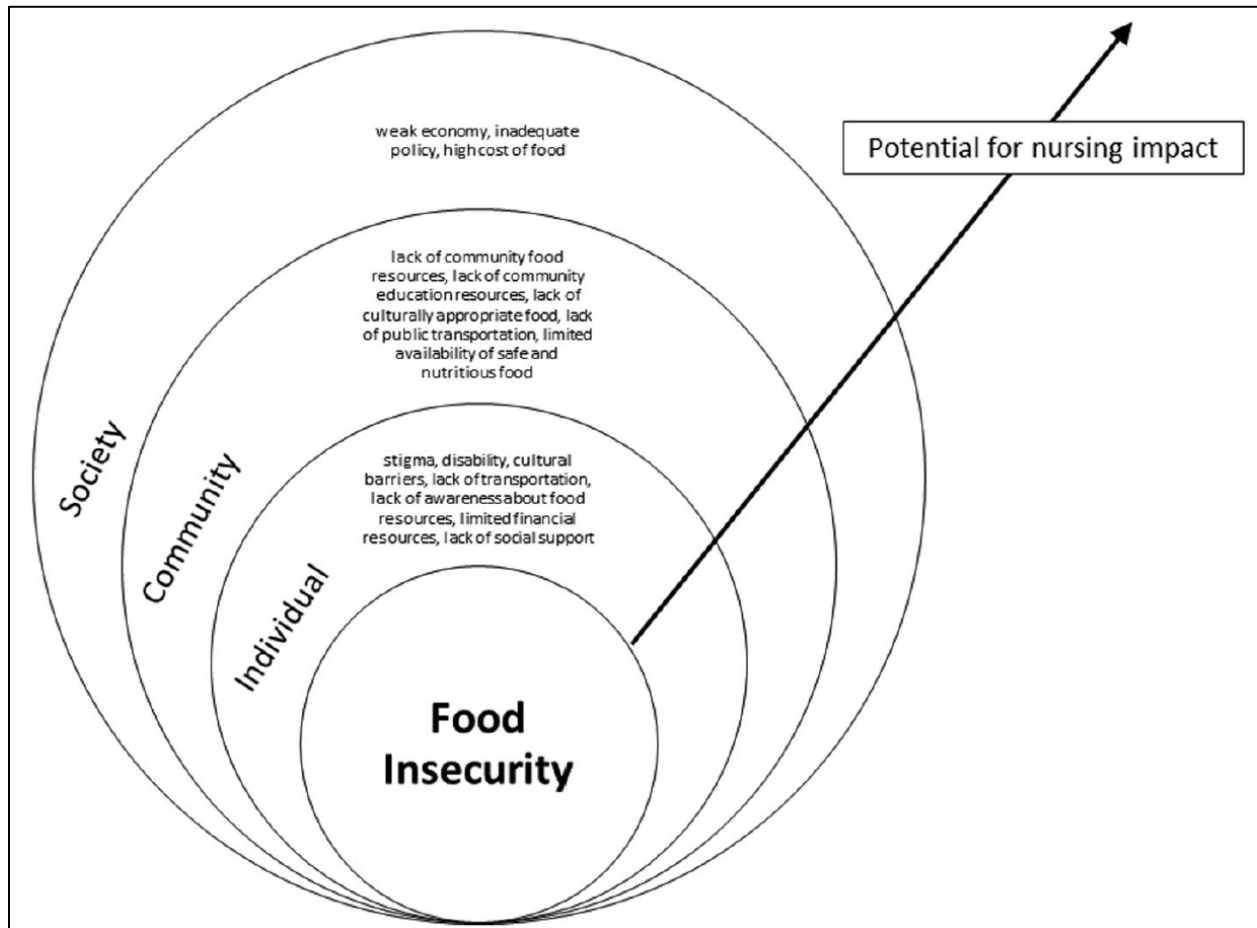 weak economy, inadequate
policy, high cost of food
Potential for nursing impact
lack of community food
resources, lack of community
education resources, lack of
culturally appropriate food, lack
of public transportation, limited
availability of safe and
nutritious food
Society
Community
stigma, disability, cultural
barriers, lack of transportation,
lack of awareness about food
resources, limited financial
resources, lack of social support
Individual
Food
Insecurity